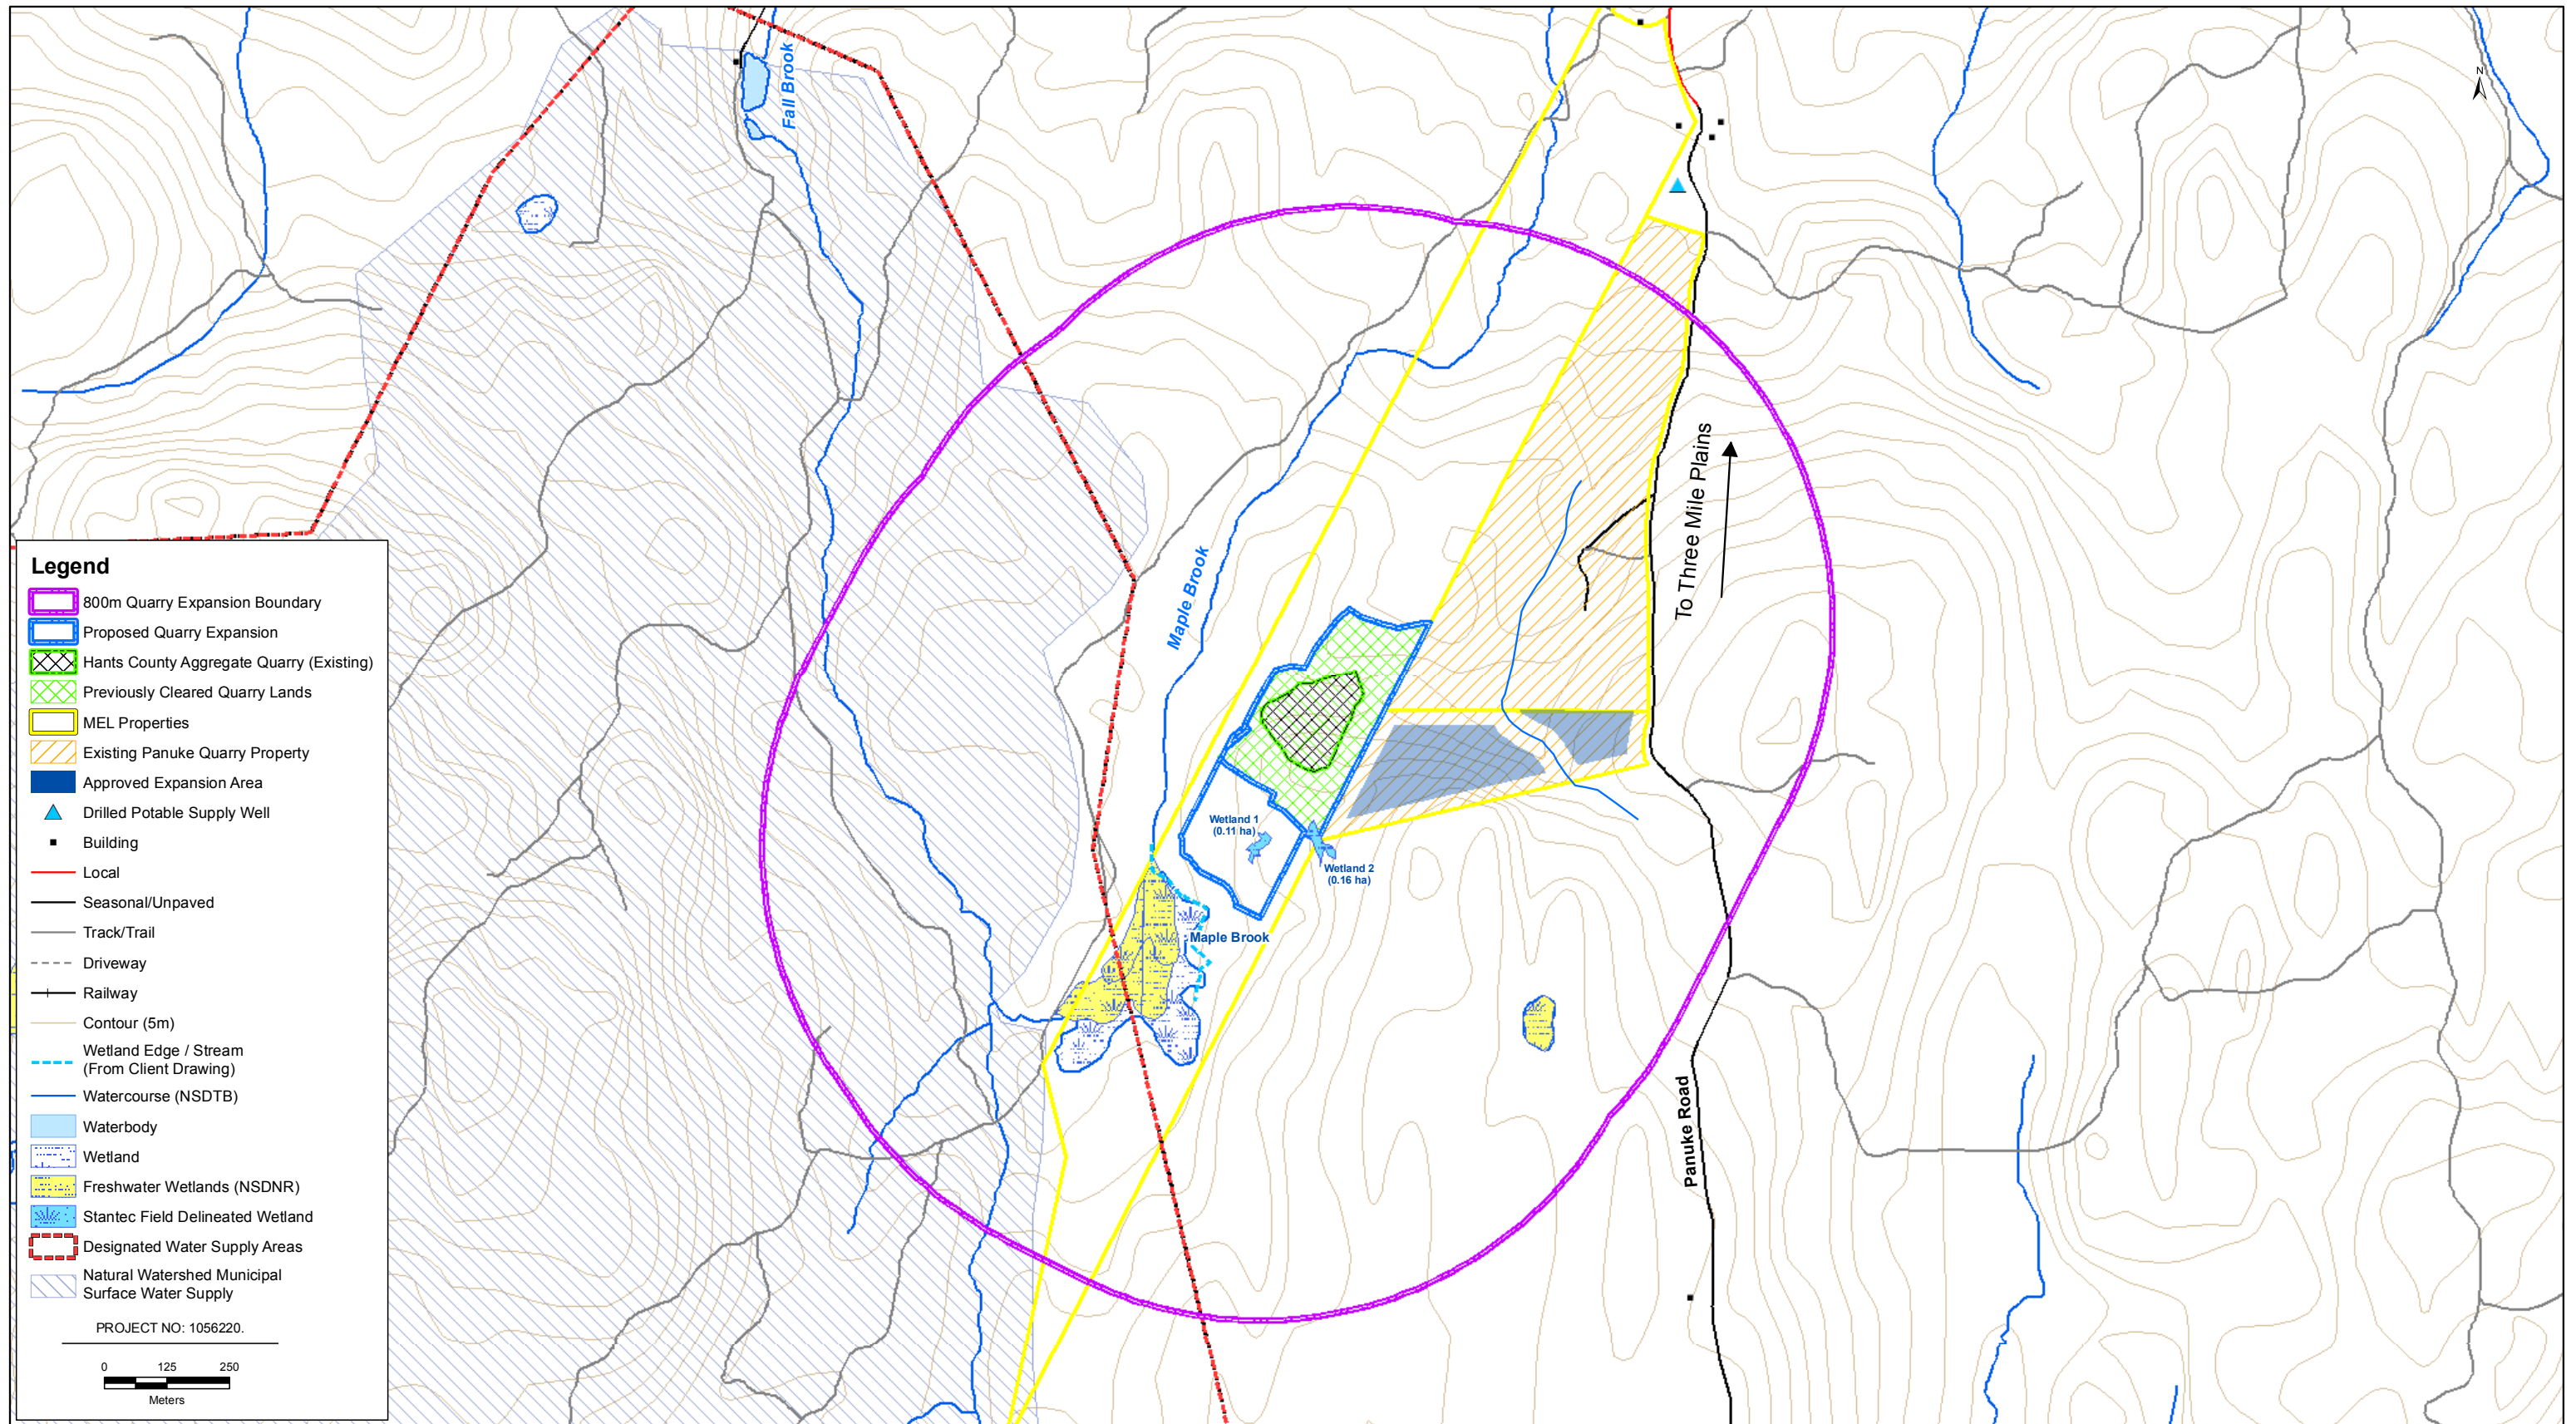 Fall Brook
N
To Three Mile Plains
Maple Brook
Wetland 1
(0.11 ha)
Wetland 2
(0.16 ha)
Maple Brook
Panuke Road
Legend
800m Quarry Expansion Boundary
Proposed Quarry Expansion
Hants County Aggregate Quarry (Existing)
Previously Cleared Quarry Lands
MEL Properties
Existing Panuke Quarry Property
Approved Expansion Area
Drilled Potable Supply Well
Building
Local
Seasonal/Unpaved
Track/Trail
Driveway
Railway
Contour (5m)
Wetland Edge / Stream
(From Client Drawing)
Watercourse (NSDTB)
Waterbody
Wetland
Freshwater Wetlands (NSDNR)
Stantec Field Delineated Wetland
Designated Water Supply Areas
Natural Watershed Municipal
Surface Water Supply
PROJECT NO: 1056220.
0 125 250
Meters